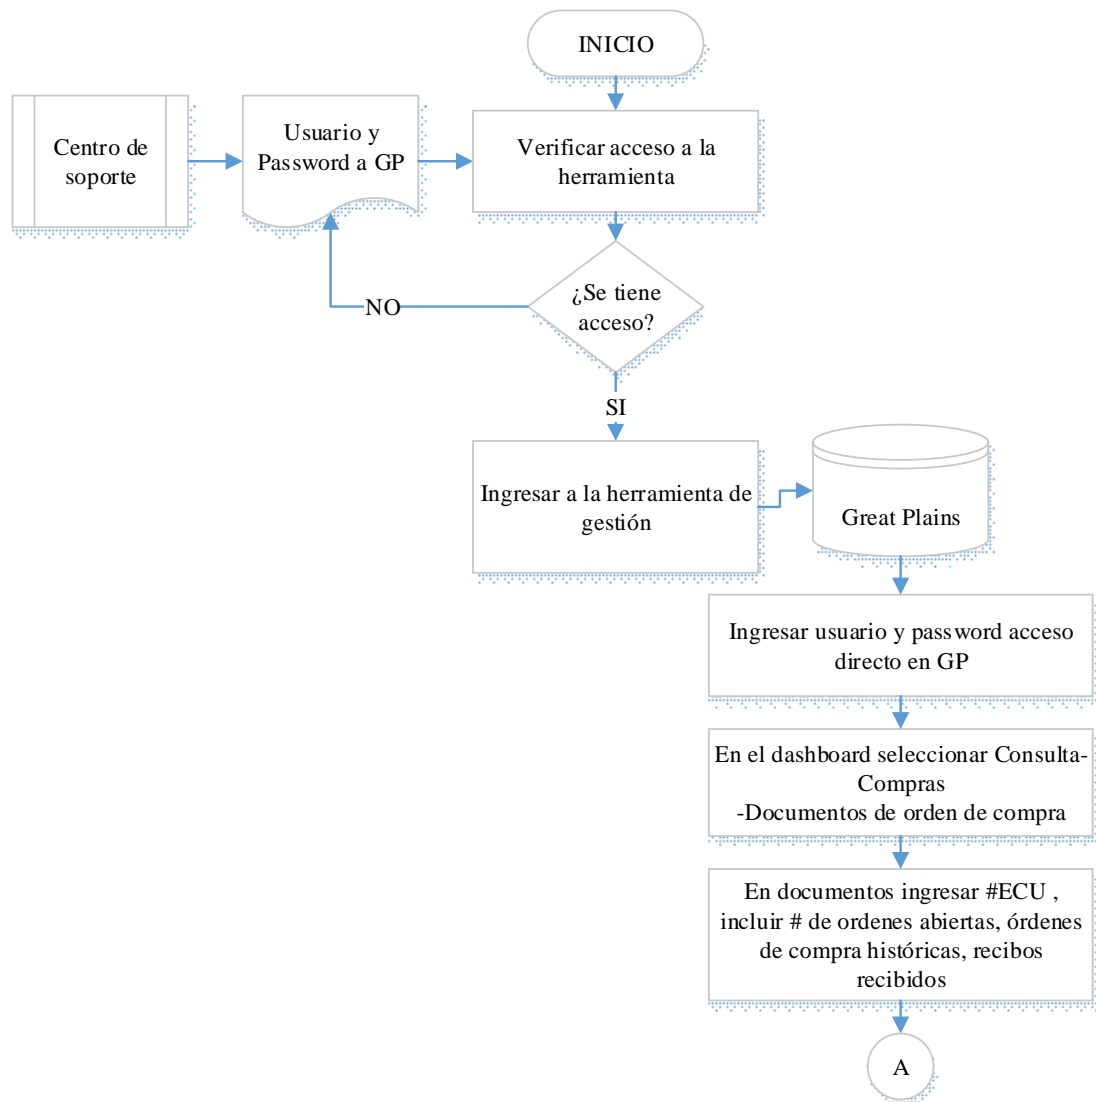 INICIO
Centro de
soporte
Usuario y
Password a GP
Verificar acceso a la
herramienta
¿Se tiene
acceso?
NO
SI
Ingresar a la herramienta de
gestión
Great Plains
Ingresar usuario y password acceso
directo en GP
En el dashboard seleccionar Consulta-
Compras
-Documentos de orden de compra
En documentos ingresar #ECU ,
incluir # de ordenes abiertas, órdenes
de compra históricas, recibos
recibidos
A